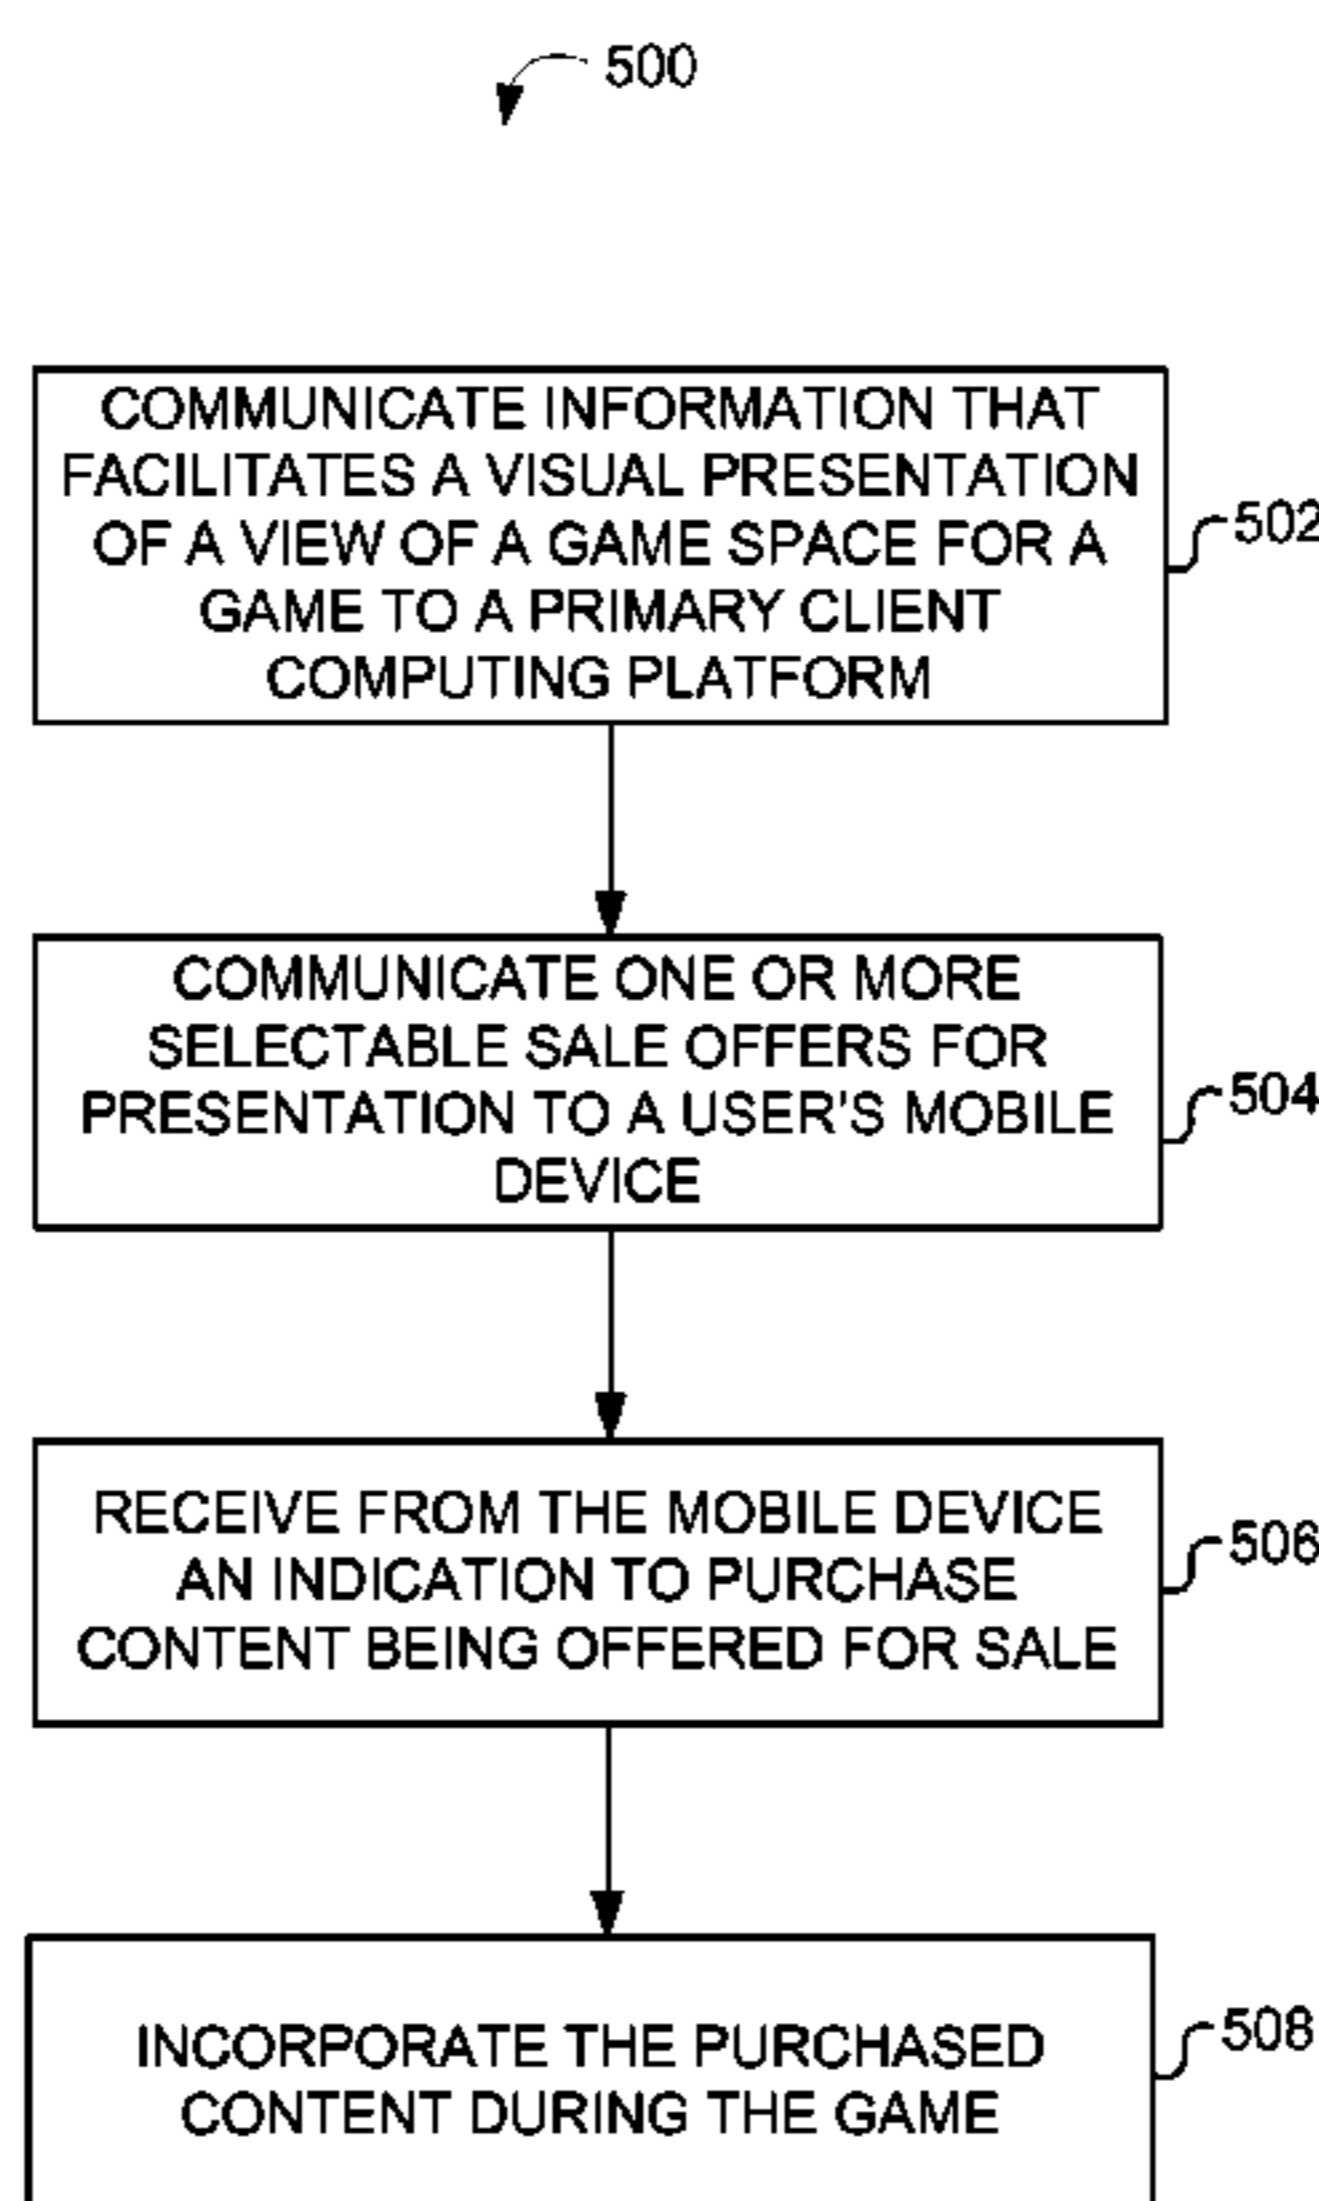 500
COMMUNICATE INFORMATION THAT
FACILITATES A VISUAL PRESENTATION
OF A VIEW OF A GAME SPACE FOR A
GAME TO A PRIMARY CLIENT
COMPUTING PLATFORM
502
COMMUNICATE ONE OR MORE
SELECTABLE SALE OFFERS FOR
PRESENTATION TO A USER'S MOBILE
DEVICE
504
RECEIVE FROM THE MOBILE DEVICE
AN INDICATION TO PURCHASE
CONTENT BEING OFFERED FOR SALE
506
INCORPORATE THE PURCHASED
CONTENT DURING THE GAME
508